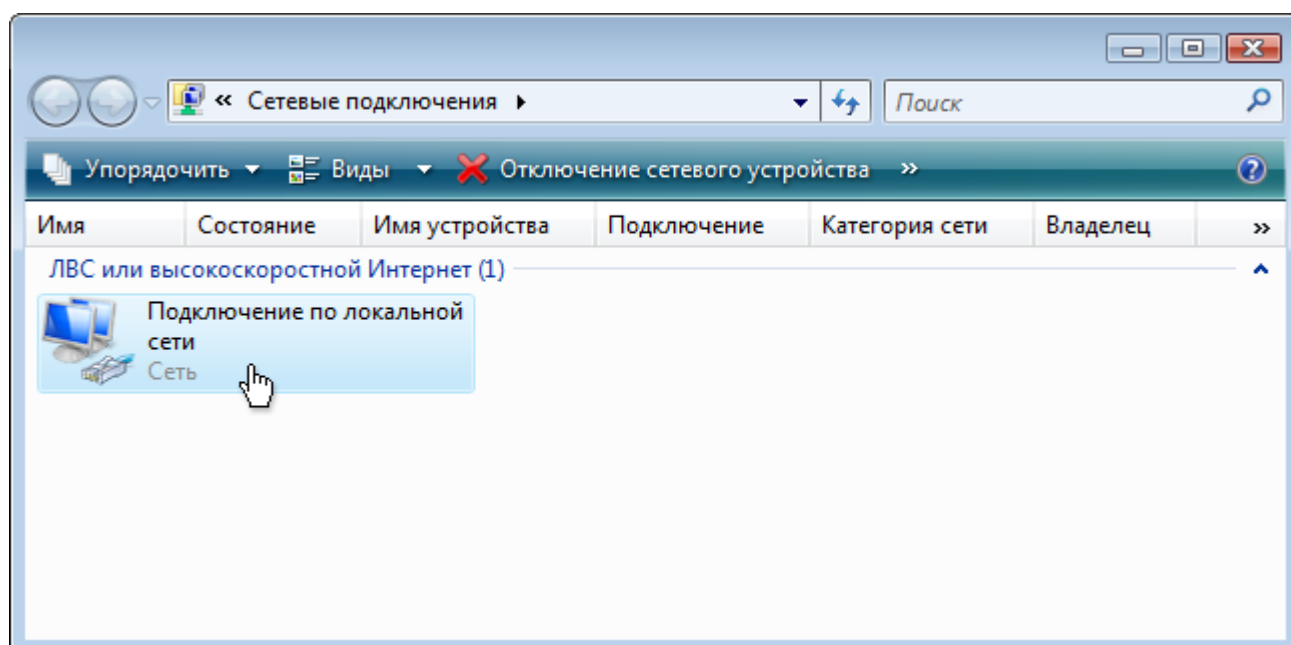 « Сетевые подключения
Поиск
Упорядочить Виды Отключение сетевого устройства »
Имя Состояние Имя устройства Подключение Категория сети Владелец »
ЛВС или высокоскоростной Интернет (1)
Подключение по локальной
сети
Сеть